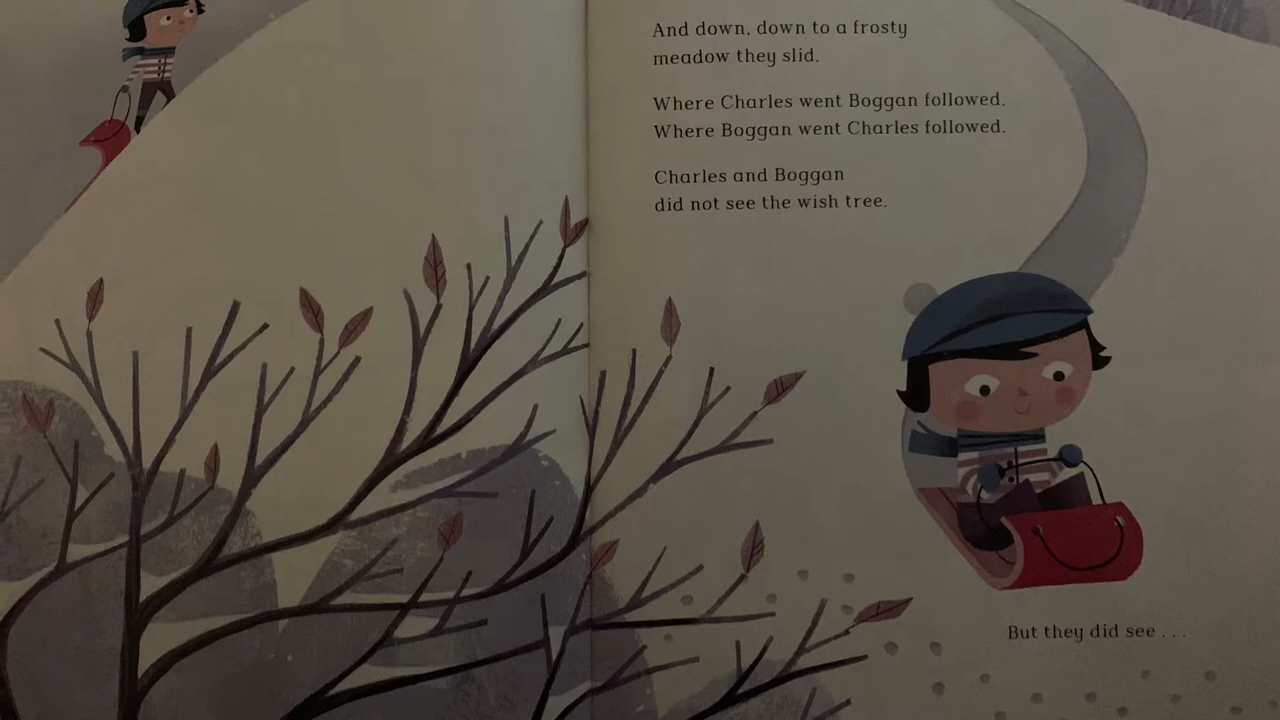 And down, down to a frosty
meadow they slid.
Where Charles went Boggan followed.
Where Boggan went Charles followed.
Charles and Boggan
did not see the wish tree.
But they did see . . .